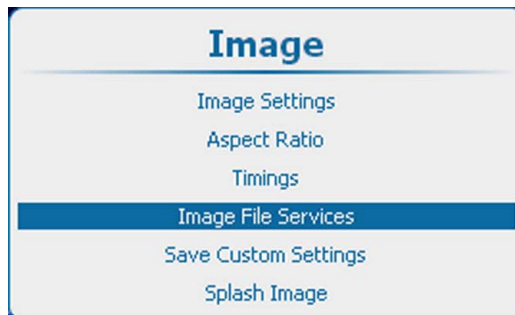 Image
Image Settings
Aspect Ratio
Timings
Image File Services
Save Custom Settings
Splash Image